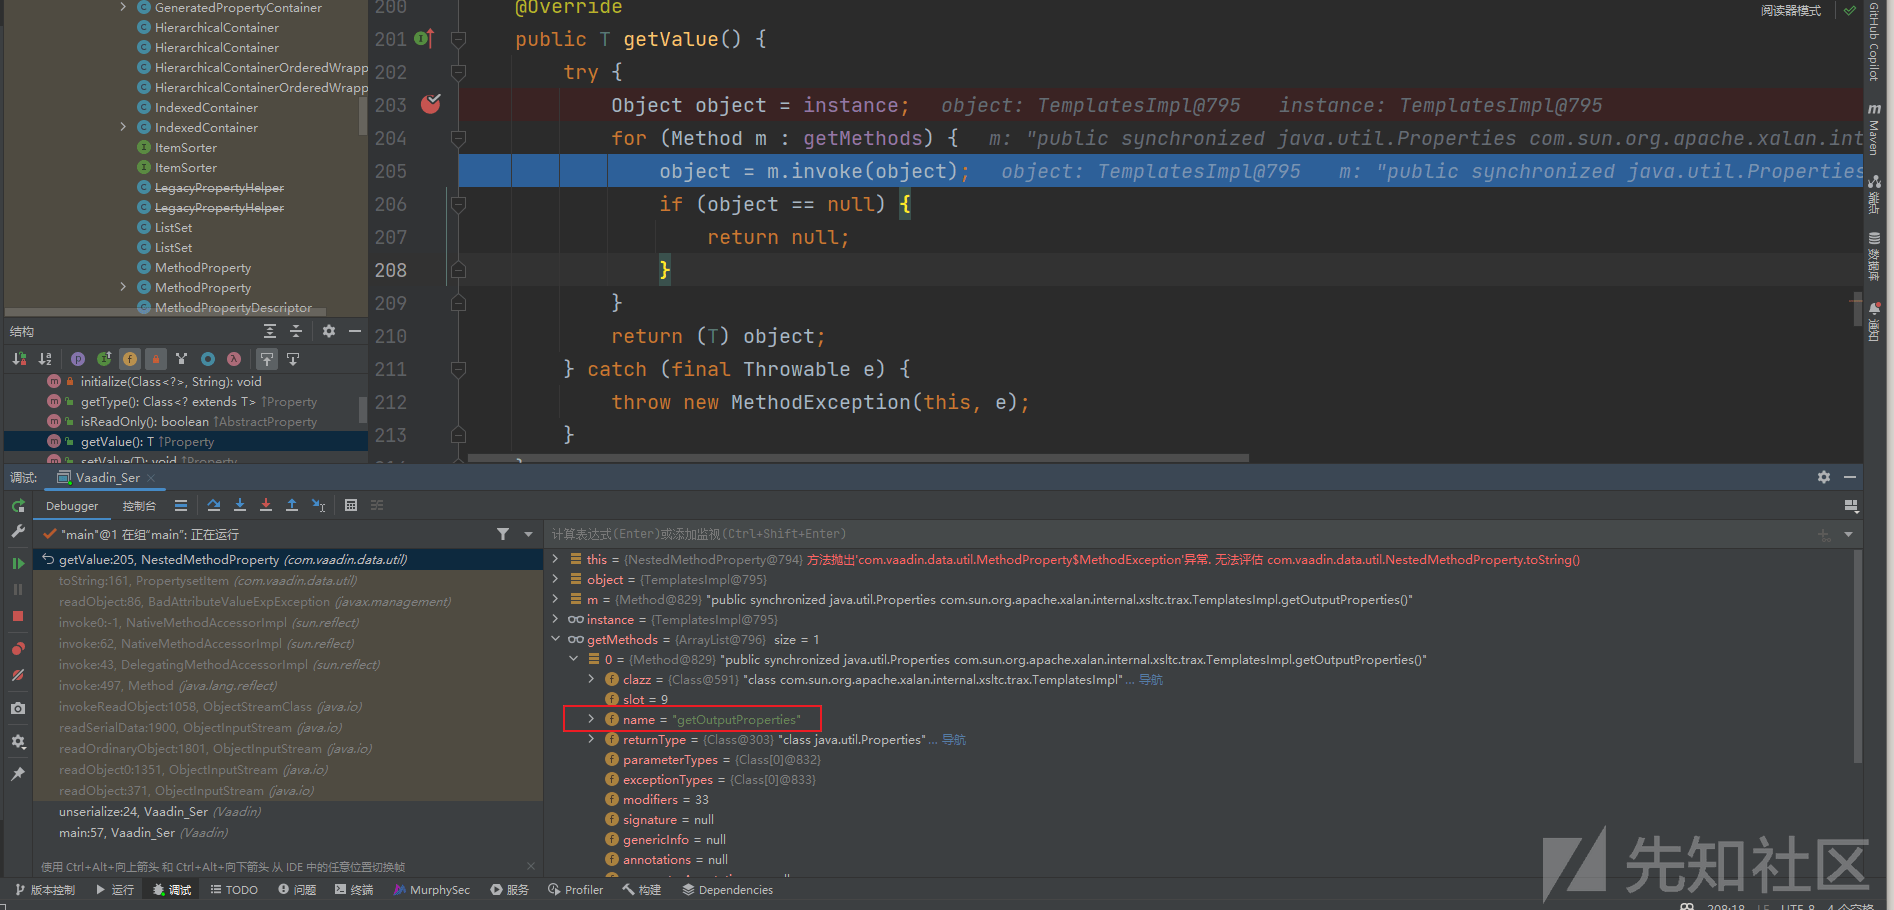 GeneratedPropertyContainer
HierarchicalContainer
HierarchicalContainer
HierarchicalContainerOrderedWrapp
HierarchicalContainerOrderedWrapp
IndexedContainer
IndexedContainer
ItemSorter
ItemSorter
LegacyPropertyHelper
LegacyPropertyHelper
ListSet
ListSet
MethodProperty
MethodProperty
MethodPropertyDescriptor
结构
initialize(Class<?>, String): void
getType(): Class<? extends T> ↑Property
isReadOnly(): boolean ↑AbstractProperty
getValue(): T ↑Property
setValue(T): void ↑Property
200 @Override
201 public T getValue() {
202 try {
203 Object object = instance; object: TemplatesImpl@795 instance: TemplatesImpl@795
204 for (Method m : getMethods) { m: "public synchronized java.util.Properties com.sun.org.apache.xalan.int
205 object = m.invoke(object); object: TemplatesImpl@795 m: "public synchronized java.util.Properties
206 if (object == null) {
207 return null;
208 }
209 }
210 return (T) object;
211 } catch (final Throwable e) {
212 throw new MethodException(this, e);
213 }
阅读器模式
GitHub Copilot
Maven
端点
数据库
通知
调试: Vaadin_Ser
Debugger 控制台
"main"@1 在组"main": 正在运行
getValue:205, NestedMethodProperty (com.vaadin.data.util)
toString:161, PropertysetItem (com.vaadin.data.util)
readObject:86, BadAttributeValueExpException (javax.management)
invoke0:-1, NativeMethodAccessorImpl (sun.reflect)
invoke:62, NativeMethodAccessorImpl (sun.reflect)
invoke:43, DelegatingMethodAccessorImpl (sun.reflect)
invoke:497, Method (java.lang.reflect)
invokeReadObject:1058, ObjectStreamClass (java.io)
readSerialData:1900, ObjectInputStream (java.io)
readOrdinaryObject:1801, ObjectInputStream (java.io)
readObject0:1351, ObjectInputStream (java.io)
readObject:371, ObjectInputStream (java.io)
unserialize:24, Vaadin_Ser (Vaadin)
main:57, Vaadin_Ser (Vaadin)
使用 Ctrl+Alt+向上箭头 和 Ctrl+Alt+向下箭头 从 IDE 中的任意位置切换帧
计算表达式(Enter)或添加监视(Ctrl+Shift+Enter)
this = {NestedMethodProperty@794} 方法抛出'com.vaadin.data.util.MethodProperty$MethodException'异常. 无法评估 com.vaadin.data.util.NestedMethodProperty.toString()
object = {TemplatesImpl@795}
m = {Method@829} "public synchronized java.util.Properties com.sun.org.apache.xalan.internal.xsltc.trax.TemplatesImpl.getOutputProperties()"
instance = {TemplatesImpl@795}
getMethods = {ArrayList@796} size = 1
0 = {Method@829} "public synchronized java.util.Properties com.sun.org.apache.xalan.internal.xsltc.trax.TemplatesImpl.getOutputProperties()"
clazz = {Class@591} "class com.sun.org.apache.xalan.internal.xsltc.trax.TemplatesImpl" ... 导航
slot = 9
name = "getOutputProperties"
returnType = {Class@303} "class java.util.Properties" ... 导航
parameterTypes = {Class[0]@832}
exceptionTypes = {Class[0]@833}
modifiers = 33
signature = null
genericInfo = null
annotations = null
先知社区
版本控制 运行 调试 TODO 问题 终端 MurphySec 服务 Profiler 构建 Dependencies
208:18 LF UTF-8 4 个空格